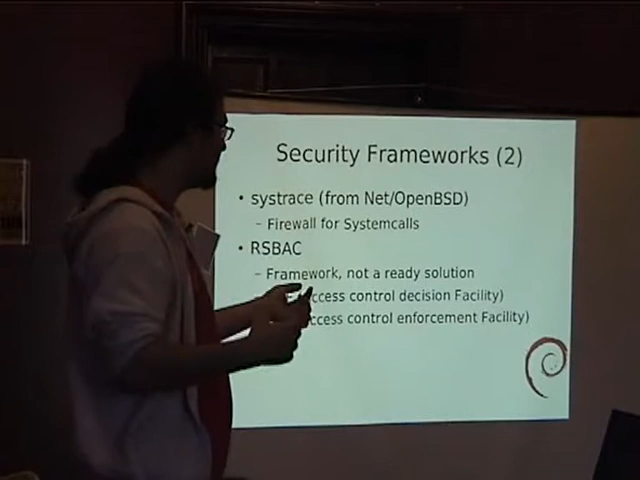 Security Frameworks (2)
• systrace (from Net/OpenBSD)
– Firewall for Systemcalls
• RSBAC
– Framework, not a ready solution
ccess control decision Facility)
ccess control enforcement Facility)